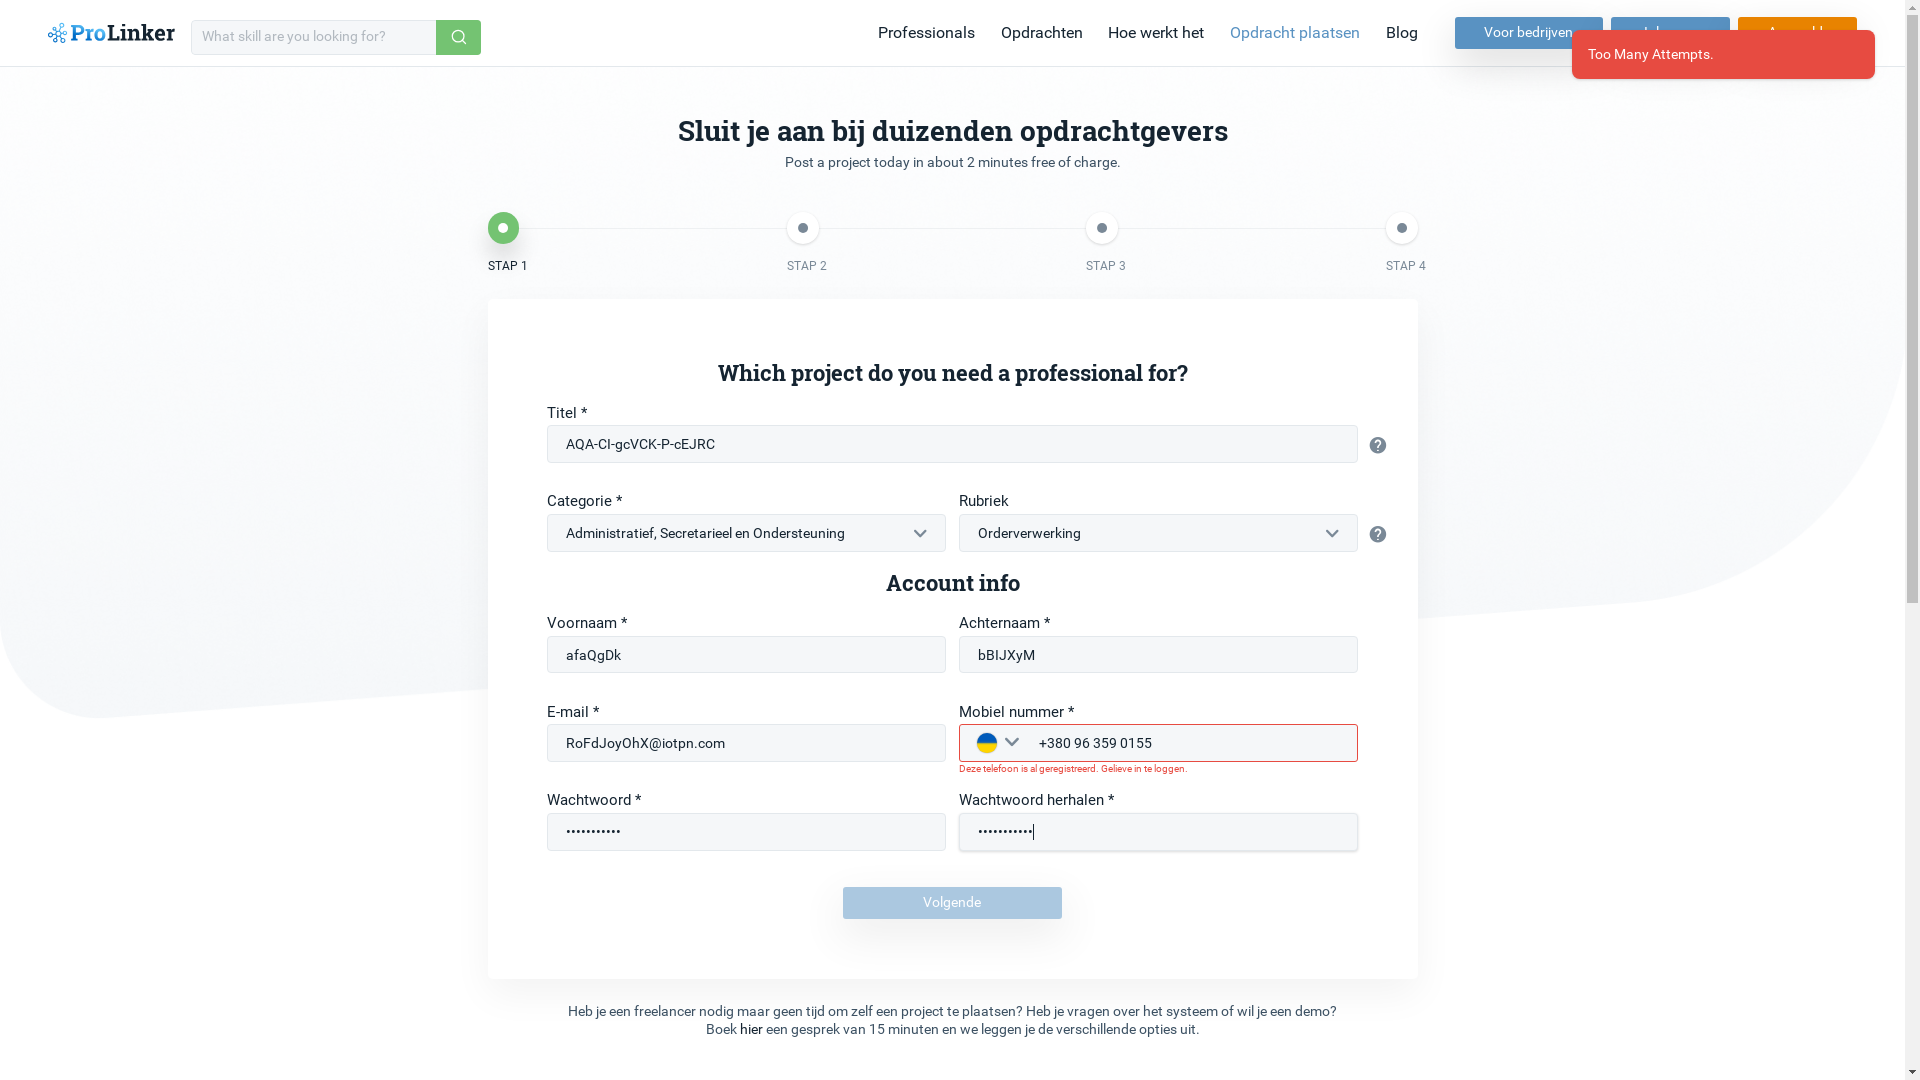 ProLinker
What skill are you looking for?
Professionals
Opdrachten
Hoe werkt het
Opdracht plaatsen
Blog
Voor bedrijven
Too Many Attempts.
Sluit je aan bij duizenden opdrachtgevers
Post a project today in about 2 minutes free of charge.
STAP 1
STAP 2
STAP 3
STAP 4
Which project do you need a professional for?
Titel *
AQA-CI-gcVCK-P-cEJRC
Categorie *
Rubriek
Administratief, Secretarieel en Ondersteuning
Orderverwerking
Account info
Voornaam *
Achternaam *
afaQgDk
bBIJXyM
E-mail *
Mobiel nummer *
RoFdJoyOhX@iotpn.com
+380 96 359 0155
Deze telefoon is al geregistreerd. Gelieve in te loggen.
Wachtwoord *
Wachtwoord herhalen *
•••••••••••
•••••••••••
Volgende
Heb je een freelancer nodig maar geen tijd om zelf een project te plaatsen? Heb je vragen over het systeem of wil je een demo?
Boek hier een gesprek van 15 minuten en we leggen je de verschillende opties uit.